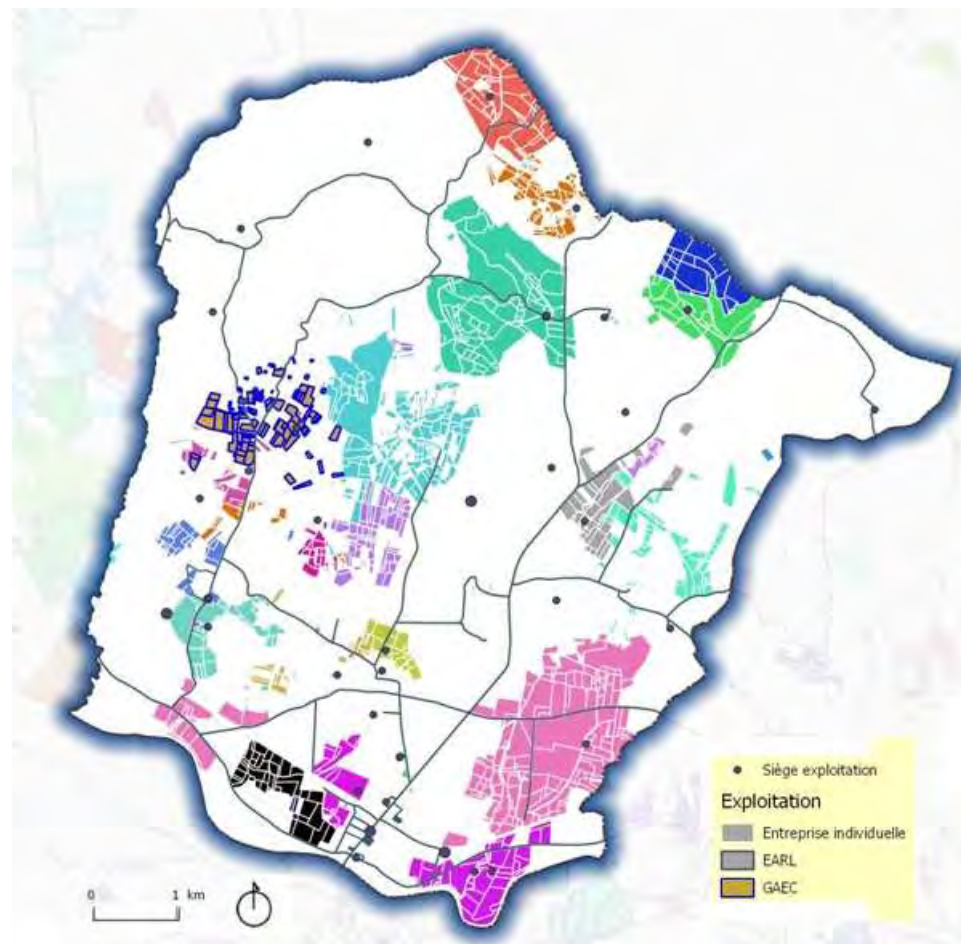 Siège exploitation
Exploitation
Entreprise individuelle
EARL
GAEC
0 1 km